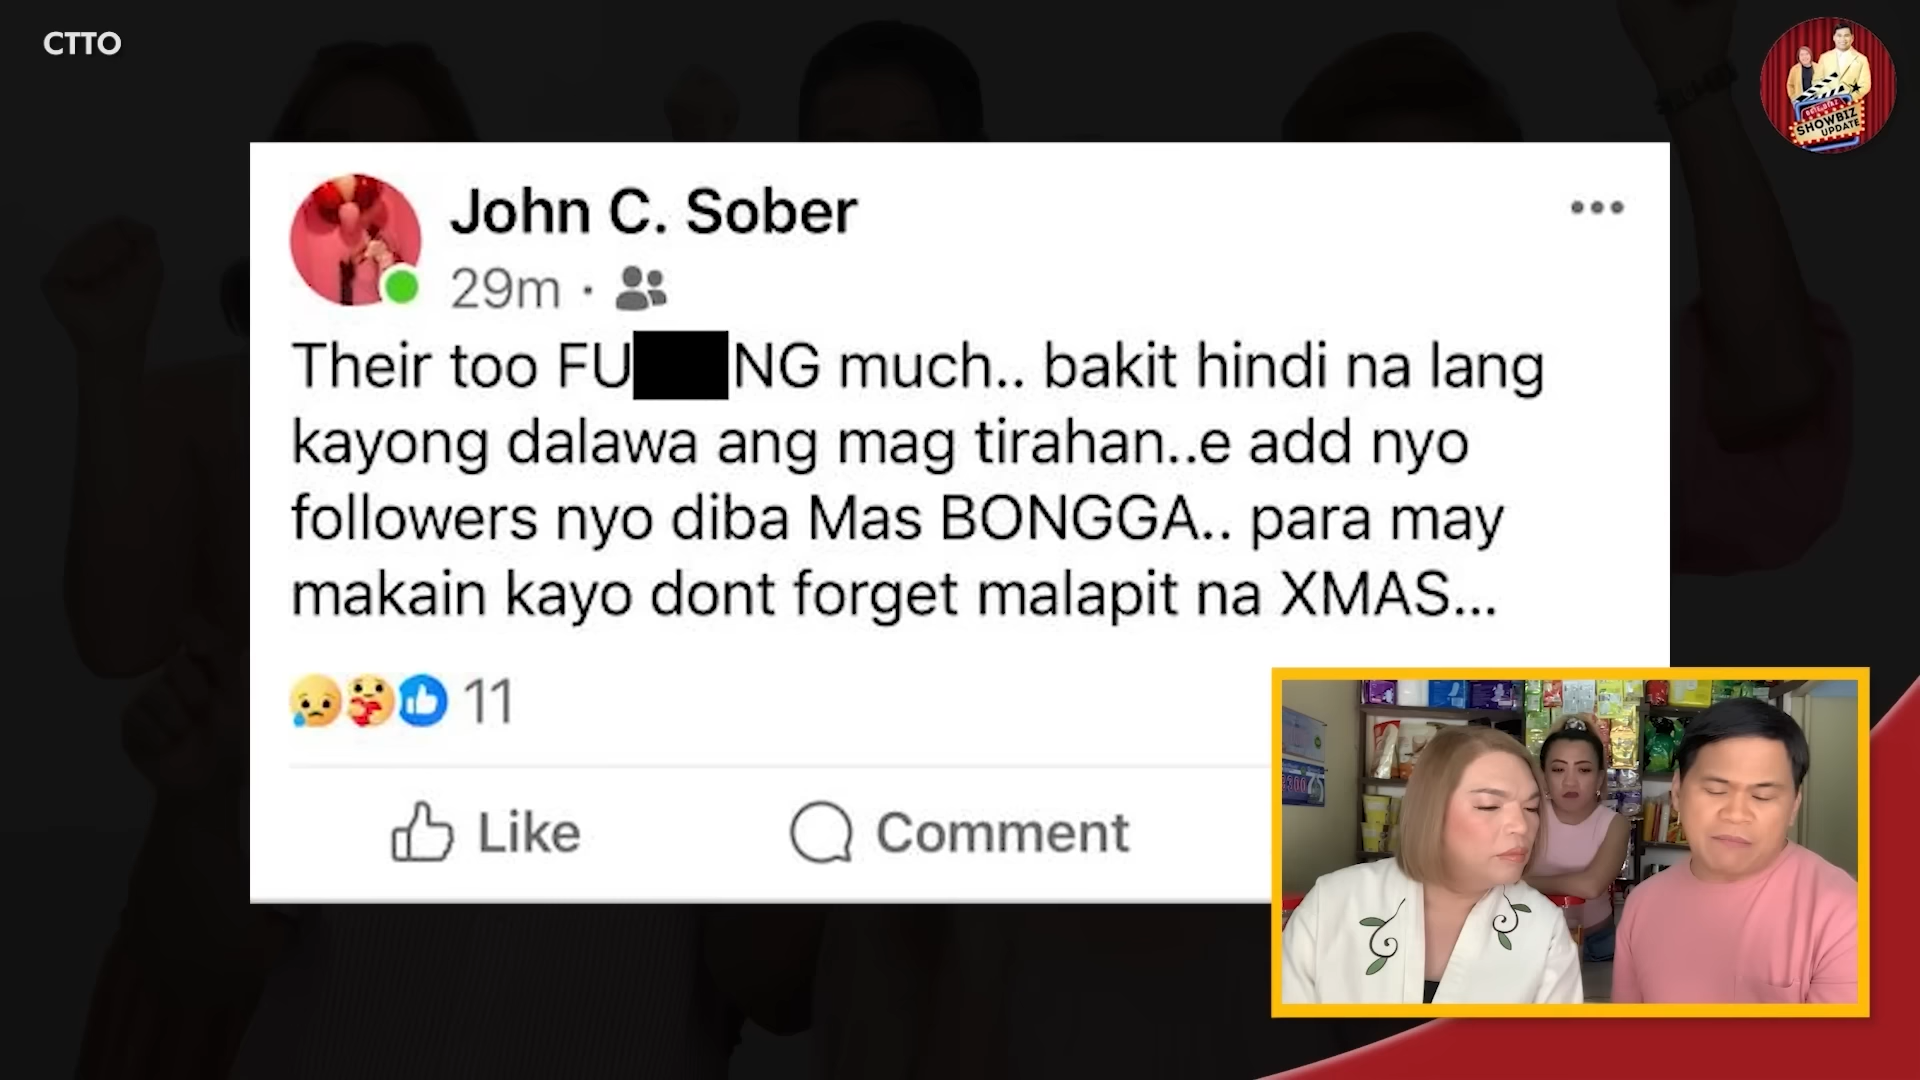 CTTO
SHOWBIZ
UPDATE
John C. Sober
29m ·
Their too FU NG much.. bakit hindi na lang
kayong dalawa ang mag tirahan..e add nyo
followers nyo diba Mas BONGGA.. para may
makain kayo dont forget malapit na XMAS...
11
Like
Comment